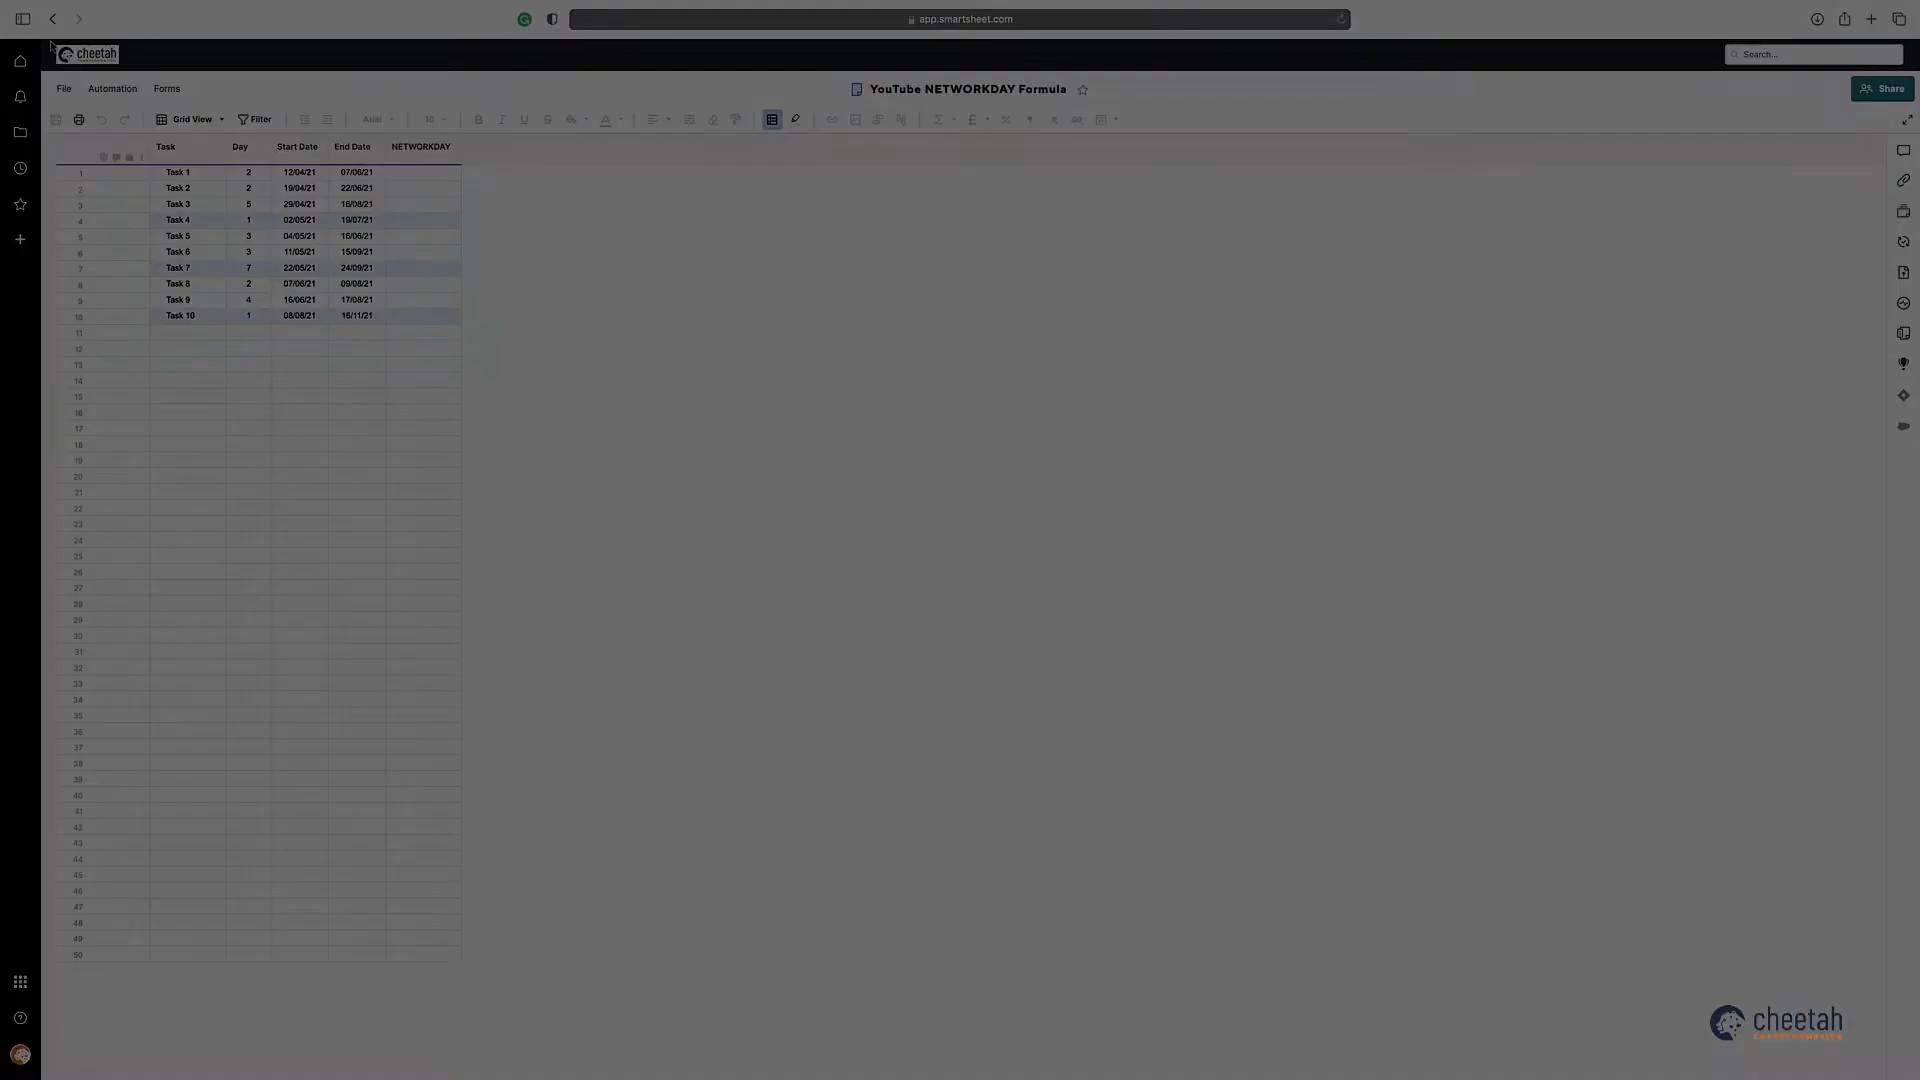 app.smartsheet.com
cheetah
Search...
File Automation Forms
YouTube NETWORKDAY Formula
Share
Grid View Filter Arial 10 B I U S A £ %
Task Day Start Date End Date NETWORKDAY
1 Task 1 2 12/04/21 07/06/21
2 Task 2 2 19/04/21 22/06/21
3 Task 3 5 29/04/21 16/08/21
4 Task 4 1 02/05/21 19/07/21
5 Task 5 3 04/05/21 16/06/21
6 Task 6 3 11/05/21 15/09/21
7 Task 7 7 22/05/21 24/09/21
8 Task 8 2 07/06/21 09/08/21
9 Task 9 4 16/06/21 17/08/21
10 Task 10 1 08/08/21 16/11/21
11
12
13
14
15
16
17
18
19
20
21
22
23
24
25
26
27
28
29
30
31
32
33
34
35
36
37
38
39
40
41
42
43
44
45
46
47
48
49
50
cheetah
TRANSFORMATION